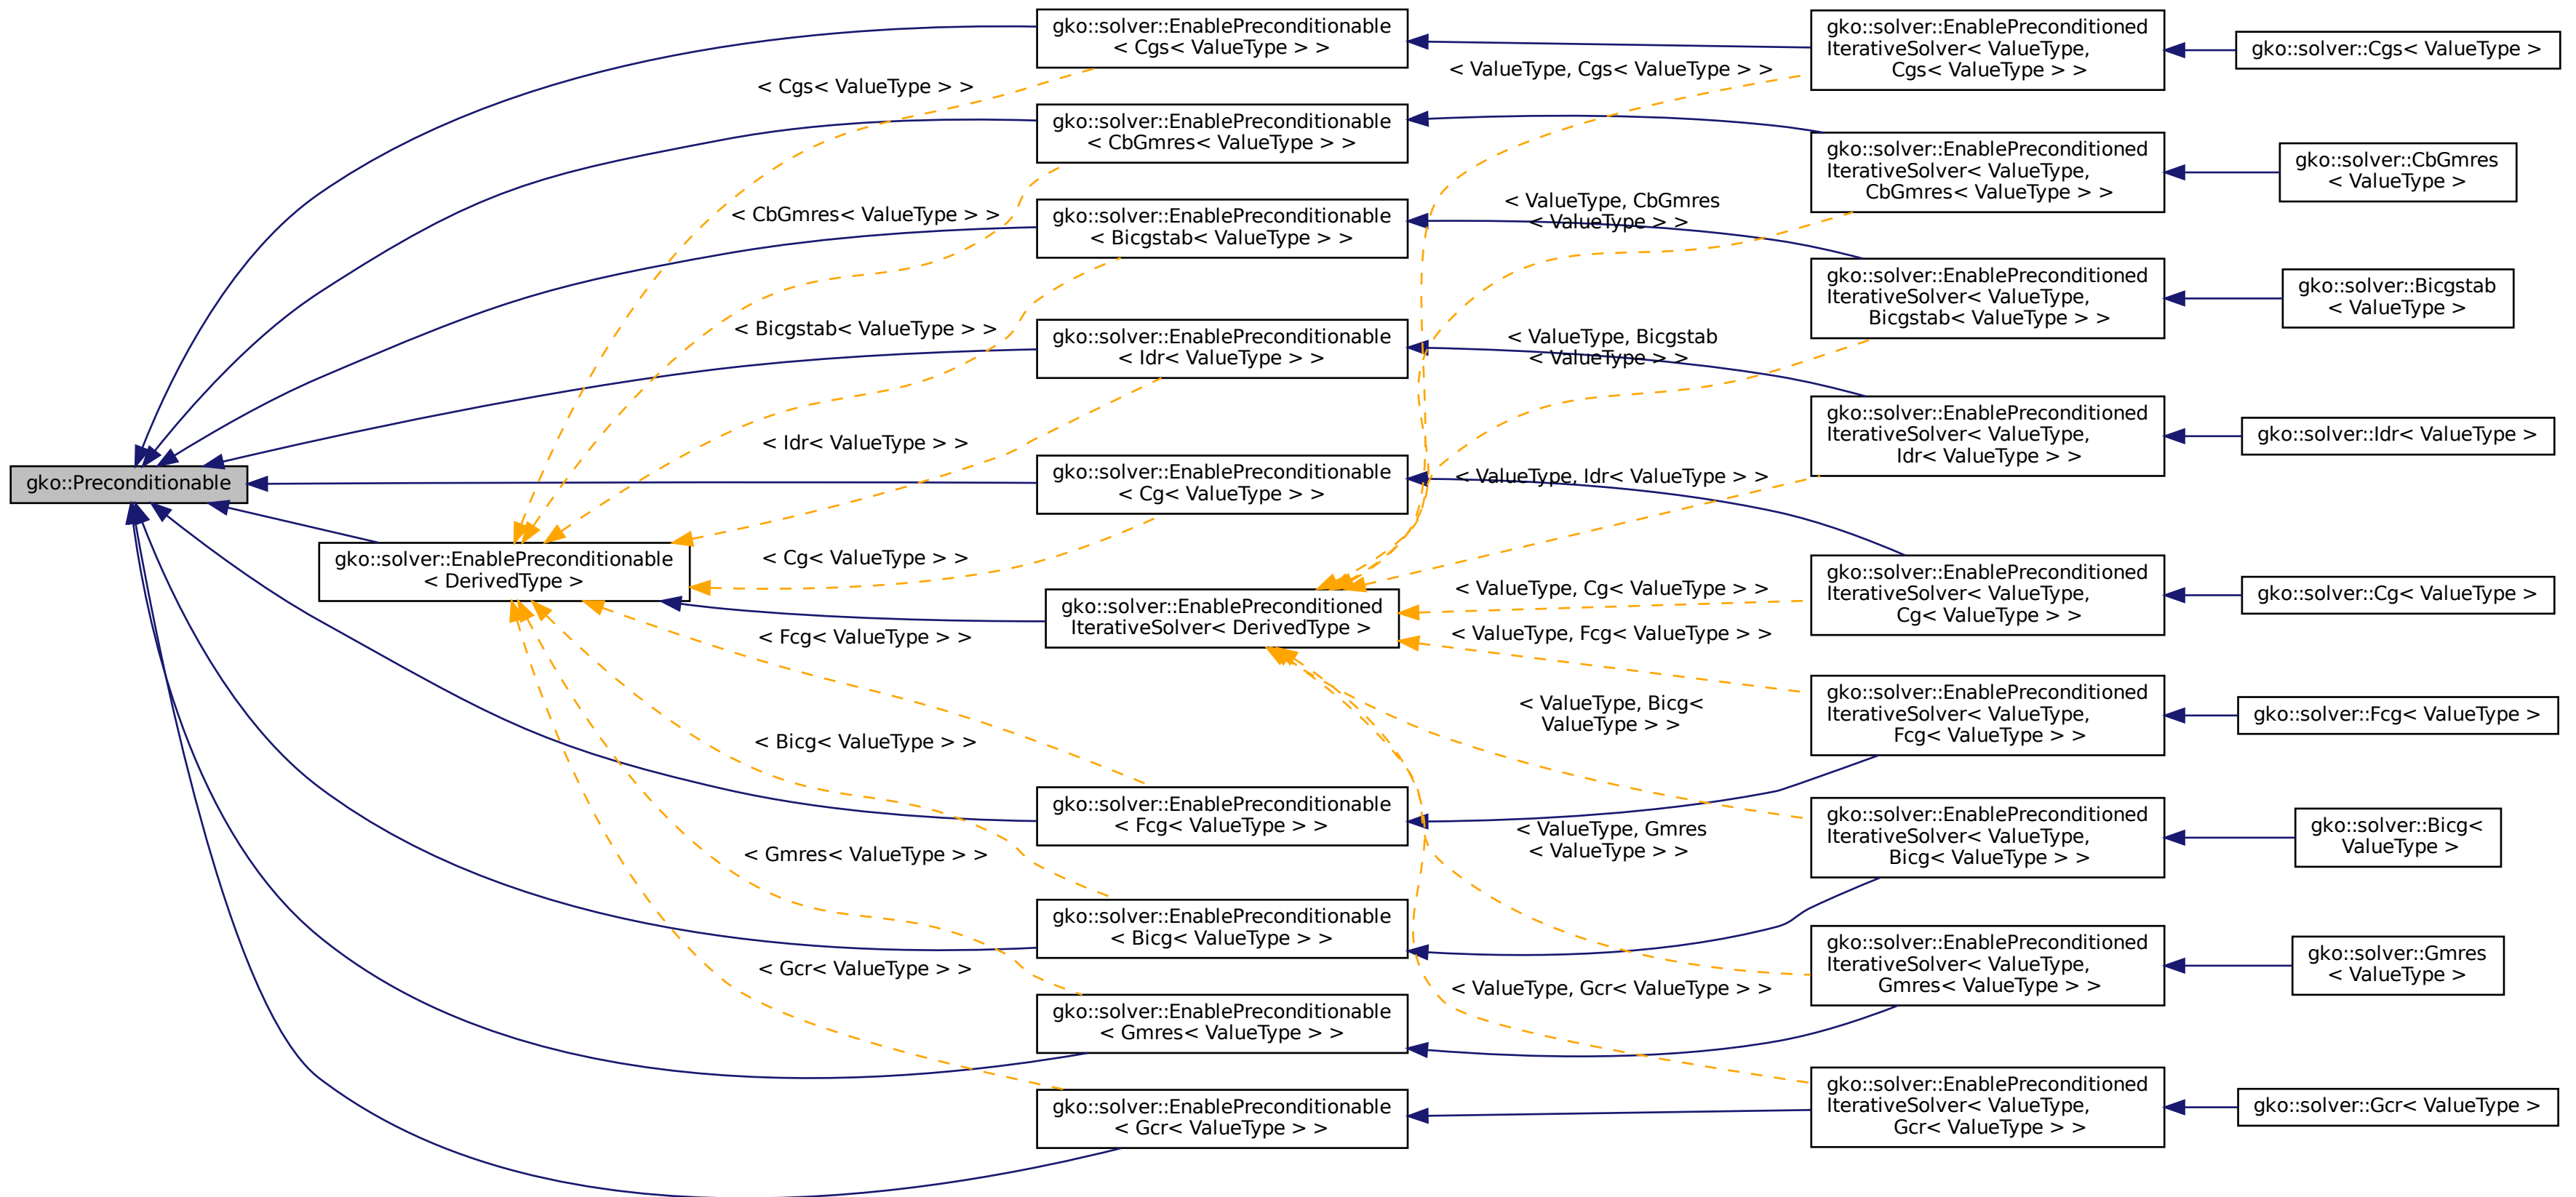 gko::Preconditionable
gko::solver::EnablePreconditionable
< DerivedType >
< Cgs< ValueType > >
< CbGmres< ValueType > >
< Bicgstab< ValueType > >
< Idr< ValueType > >
< Cg< ValueType > >
< Fcg< ValueType > >
< Bicg< ValueType > >
< Gmres< ValueType > >
< Gcr< ValueType > >
gko::solver::EnablePreconditionable
< Cgs< ValueType > >
gko::solver::EnablePreconditionable
< CbGmres< ValueType > >
gko::solver::EnablePreconditionable
< Bicgstab< ValueType > >
gko::solver::EnablePreconditionable
< Idr< ValueType > >
gko::solver::EnablePreconditionable
< Cg< ValueType > >
gko::solver::EnablePreconditioned
IterativeSolver< DerivedType >
gko::solver::EnablePreconditionable
< Fcg< ValueType > >
gko::solver::EnablePreconditionable
< Bicg< ValueType > >
gko::solver::EnablePreconditionable
< Gmres< ValueType > >
gko::solver::EnablePreconditionable
< Gcr< ValueType > >
< ValueType, Cgs< ValueType > >
< ValueType, CbGmres
< ValueType > >
< ValueType, Bicgstab
< ValueType > >
< ValueType, Idr< ValueType > >
< ValueType, Cg< ValueType > >
< ValueType, Fcg< ValueType > >
< ValueType, Bicg<
ValueType > >
< ValueType, Gmres
< ValueType > >
< ValueType, Gcr< ValueType > >
gko::solver::EnablePreconditioned
IterativeSolver< ValueType,
Cgs< ValueType > >
gko::solver::EnablePreconditioned
IterativeSolver< ValueType,
CbGmres< ValueType > >
gko::solver::EnablePreconditioned
IterativeSolver< ValueType,
Bicgstab< ValueType > >
gko::solver::EnablePreconditioned
IterativeSolver< ValueType,
Idr< ValueType > >
gko::solver::EnablePreconditioned
IterativeSolver< ValueType,
Cg< ValueType > >
gko::solver::EnablePreconditioned
IterativeSolver< ValueType,
Fcg< ValueType > >
gko::solver::EnablePreconditioned
IterativeSolver< ValueType,
Bicg< ValueType > >
gko::solver::EnablePreconditioned
IterativeSolver< ValueType,
Gmres< ValueType > >
gko::solver::EnablePreconditioned
IterativeSolver< ValueType,
Gcr< ValueType > >
gko::solver::Cgs< ValueType >
gko::solver::CbGmres
< ValueType >
gko::solver::Bicgstab
< ValueType >
gko::solver::Idr< ValueType >
gko::solver::Cg< ValueType >
gko::solver::Fcg< ValueType >
gko::solver::Bicg<
ValueType >
gko::solver::Gmres
< ValueType >
gko::solver::Gcr< ValueType >